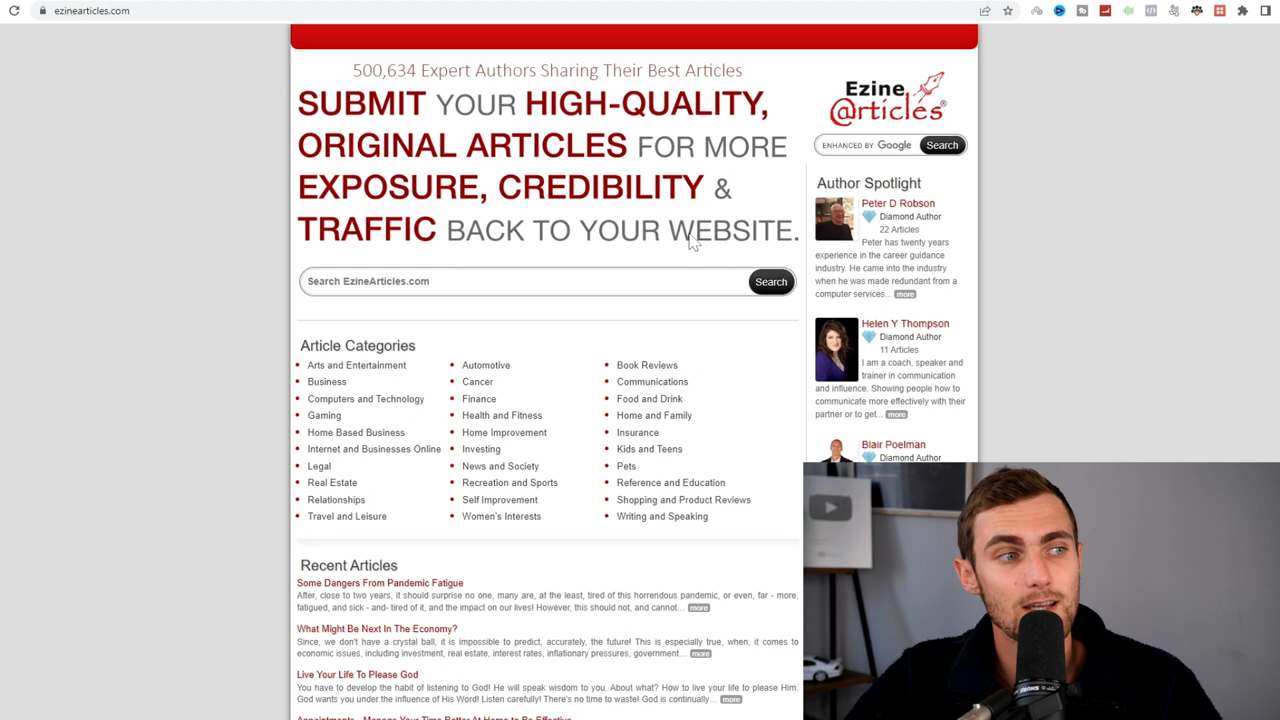 ezinearticles.com
500,634 Expert Authors Sharing Their Best Articles
SUBMIT YOUR HIGH-QUALITY,
ORIGINAL ARTICLES FOR MORE
EXPOSURE, CREDIBILITY &
TRAFFIC BACK TO YOUR WEBSITE.
Search EzineArticles.com
Search
Ezine
@rticles®
ENHANCED BY Google
Search
Article Categories
Arts and Entertainment
Business
Computers and Technology
Gaming
Home Based Business
Internet and Businesses Online
Legal
Real Estate
Relationships
Travel and Leisure
Automotive
Cancer
Finance
Health and Fitness
Home Improvement
Investing
News and Society
Recreation and Sports
Self Improvement
Women's Interests
Book Reviews
Communications
Food and Drink
Home and Family
Insurance
Kids and Teens
Pets
Reference and Education
Shopping and Product Reviews
Writing and Speaking
Recent Articles
Some Dangers From Pandemic Fatigue
After, close to two years, it should surprise no one, many are, at the least, tired of this horrendous pandemic, or even, far - more,
fatigued, and sick - and- tired of it, and the impact on our lives! However, this should not, and cannot... more
What Might Be Next In The Economy?
Since, we don't have a crystal ball, it is impossible to predict, accurately, the future! This is especially true, when, it comes to
economic issues, including investment, real estate, interest rates, inflationary pressures, government... more
Live Your Life To Please God
You have to develop the habit of listening to God! He will speak wisdom to you. About what? How to live your life to please Him.
God wants you under the influence of His Word! Listen carefully! There's no time to waste! God is continually... more
Appointments - Manage Your Time Better At Home to Be Effective
Author Spotlight
Peter D Robson
Diamond Author
22 Articles
Peter has twenty years
experience in the career guidance
industry. He came into the industry
when he was made redundant from a
computer services... more
Helen Y Thompson
Diamond Author
11 Articles
I am a coach, speaker and
trainer in communication
and influence. Showing people how to
communicate more effectively with their
partner or to get... more
Blair Poelman
Diamond Author